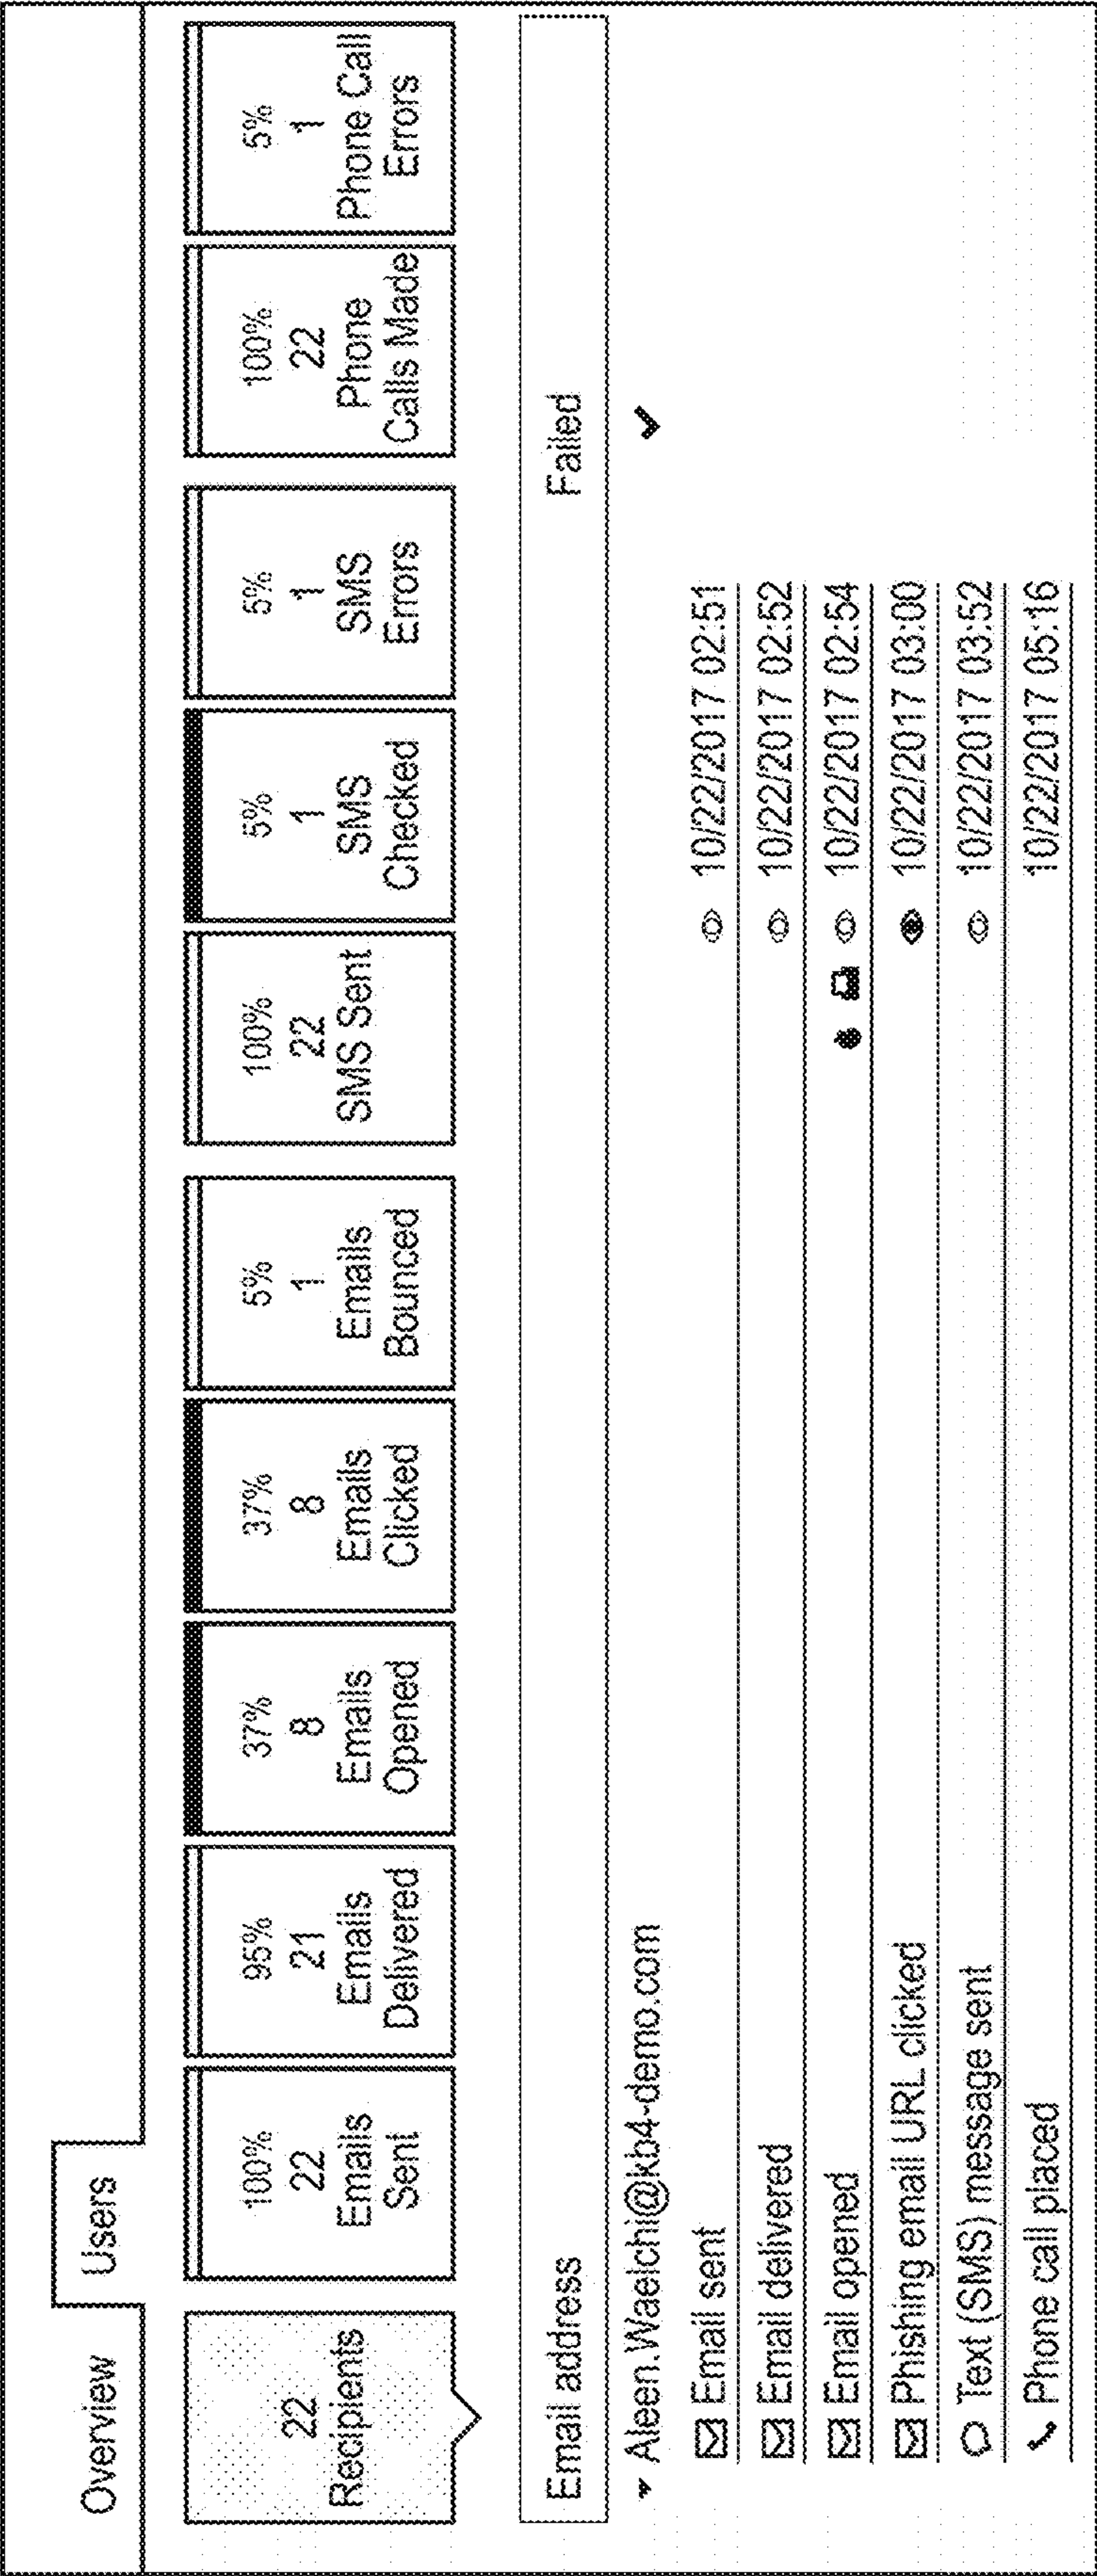 Overview
Users
22
Recipients
100%
22
Emails
Sent
95%
21
Emails
Delivered
37%
8
Emails
Opened
37%
8
Emails
Clicked
5%
1
Emails
Bounced
100%
22
SMS Sent
5%
1
SMS
Checked
5%
1
SMS
Errors
100%
22
Phone
Calls Made
5%
1
Phone Call
Errors
Email address Failed
Aleen.Waelchi@kb4-demo.com
Email sent 10/22/2017 02:51
Email delivered 10/22/2017 02:52
Email opened 10/22/2017 02:54
Phishing email URL clicked 10/22/2017 03:00
Text (SMS) message sent 10/22/2017 03:52
Phone call placed 10/22/2017 05:16